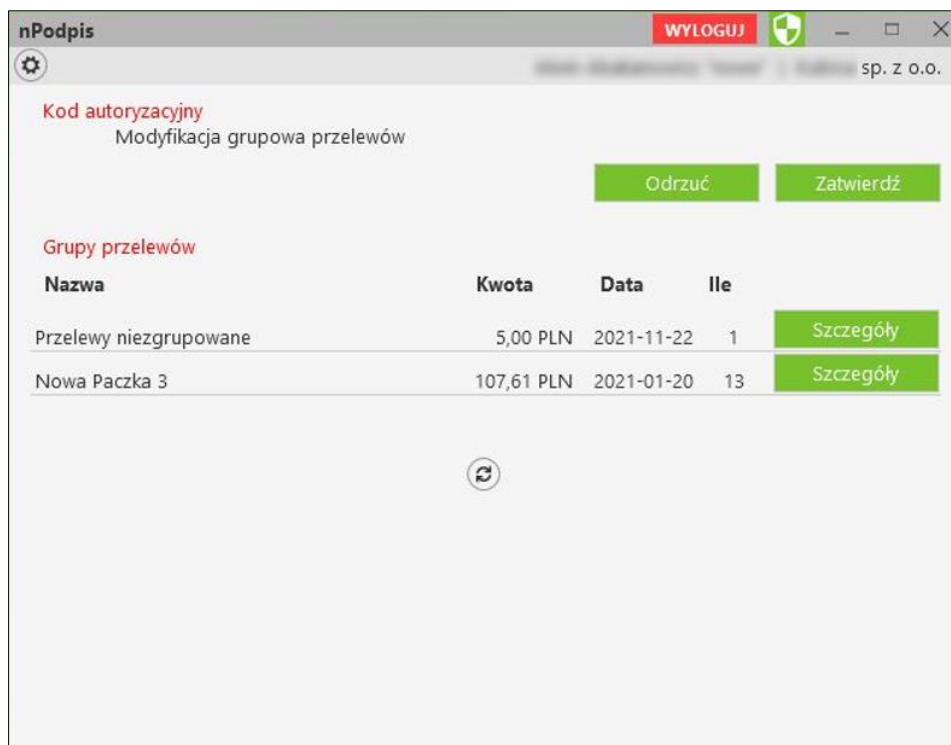 nPodpis WYLOGUJ
sp. z o.o.
Kod autoryzacyjny
Modyfikacja grupowa przelewów
Odrzuć Zatwierdź
Grupy przelewów
Nazwa Kwota Data Ile
Przelewy niezgrupowane 5,00 PLN 2021-11-22 1 Szczegóły
Nowa Paczka 3 107,61 PLN 2021-01-20 13 Szczegóły